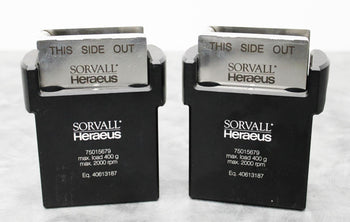 THIS SIDE OUT
SORVALL®
Heraeus
SORVALL®
Heraeus
75015679
max. load 400 g
max. 2000 rpm
Eq. 40613187
THIS SIDE OUT
SORVALL®
Heraeus
SORVALL®
Heraeus
75015679
max. load 400 g
max. 2000 rpm
Eq. 40613187